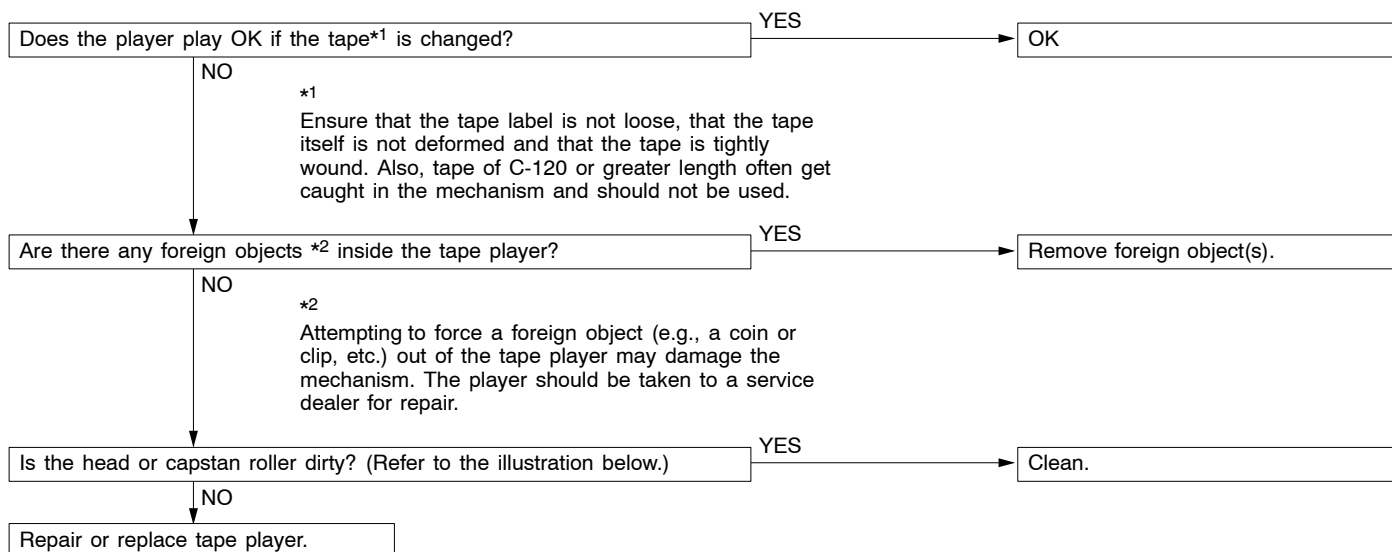 YES
Does the player play OK if the tape*1 is changed?
OK
NO
*1
Ensure that the tape label is not loose, that the tape
itself is not deformed and that the tape is tightly
wound. Also, tape of C-120 or greater length often get
caught in the mechanism and should not be used.
YES
Are there any foreign objects *2 inside the tape player?
Remove foreign object(s).
NO
*2
Attempting to force a foreign object (e.g., a coin or
clip, etc.) out of the tape player may damage the
mechanism. The player should be taken to a service
dealer for repair.
YES
Is the head or capstan roller dirty? (Refer to the illustration below.)
Clean.
NO
Repair or replace tape player.